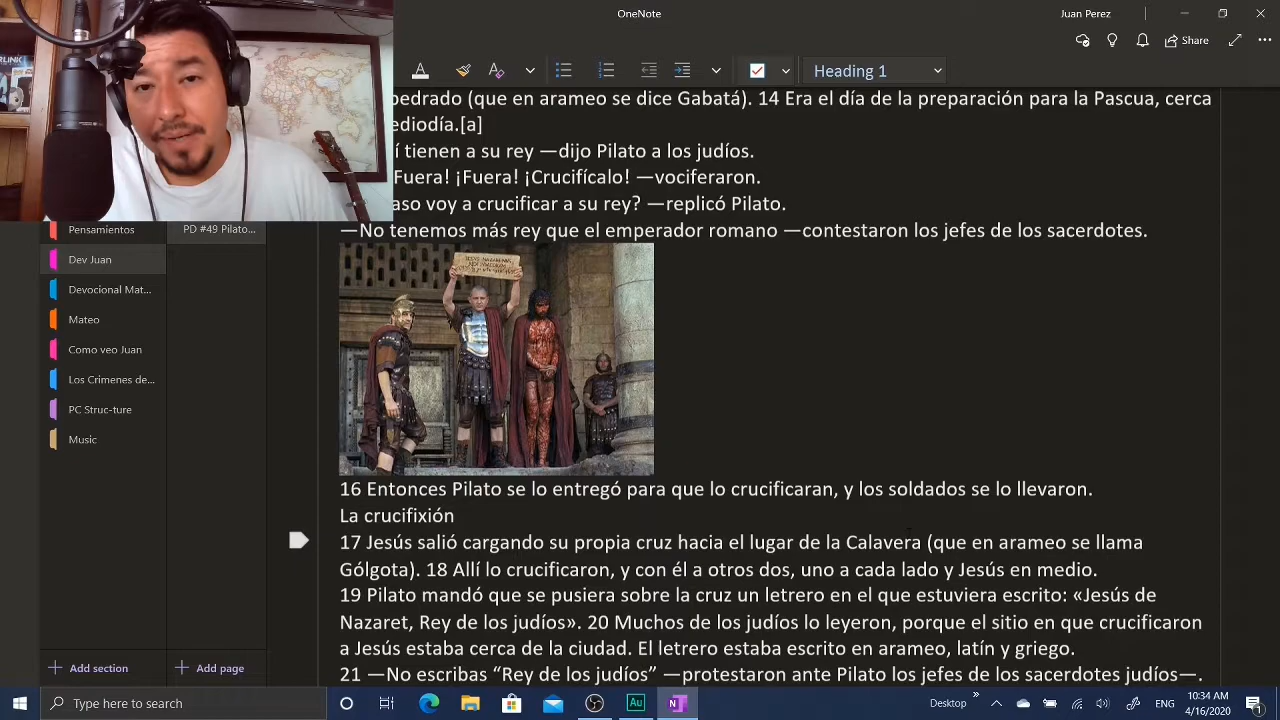 OneNote
Juan Perez
Share
Heading 1
pedrado (que en arameo se dice Gabatá). 14 Era el día de la preparación para la Pascua, cerca
ediodía.[a]
í tienen a su rey —dijo Pilato a los judíos.
Fuera! ¡Fuera! ¡Crucifícalo! —vociferaron.
aso voy a crucificar a su rey? —replicó Pilato.
—No tenemos más rey que el emperador romano —contestaron los jefes de los sacerdotes.
Pensamientos
PD #49 Pilato...
Dev Juan
Devocional Mat...
Mateo
Como veo Juan
Los Crimenes de...
PC Struc-ture
Music
16 Entonces Pilato se lo entregó para que lo crucificaran, y los soldados se lo llevaron.
La crucifixión
17 Jesús salió cargando su propia cruz hacia el lugar de la Calavera (que en arameo se llama
Gólgota). 18 Allí lo crucificaron, y con él a otros dos, uno a cada lado y Jesús en medio.
19 Pilato mandó que se pusiera sobre la cruz un letrero en el que estuviera escrito: «Jesús de
Nazaret, Rey de los judíos». 20 Muchos de los judíos lo leyeron, porque el sitio en que crucificaron
a Jesús estaba cerca de la ciudad. El letrero estaba escrito en arameo, latín y griego.
21 —No escribas “Rey de los judíos” —protestaron ante Pilato los jefes de los sacerdotes judíos—.
Add section
Add page
Type here to search
Au
Desktop
ENG
10:34 AM
4/16/2020
1